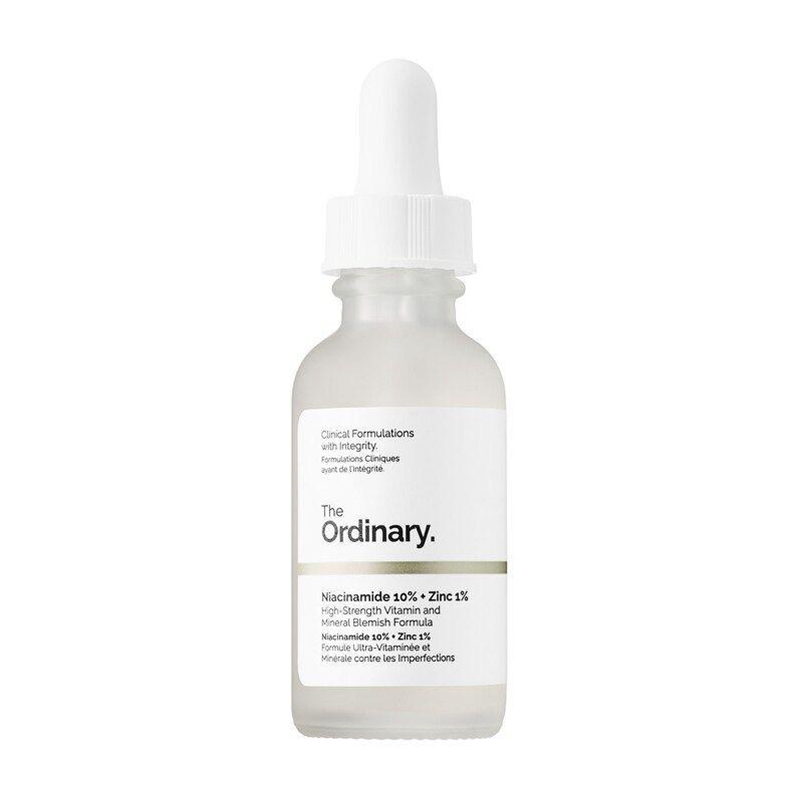 Clinical Formulations
with Integrity.
Formulations Cliniques
ayant de l'Intégrité.
The
Ordinary.
Niacinamide 10% + Zinc 1%
High-Strength Vitamin and
Mineral Blemish Formula
Niacinamide 10% + Zinc 1%
Formule Ultra-Vitaminée et
Minérale contre les Imperfections